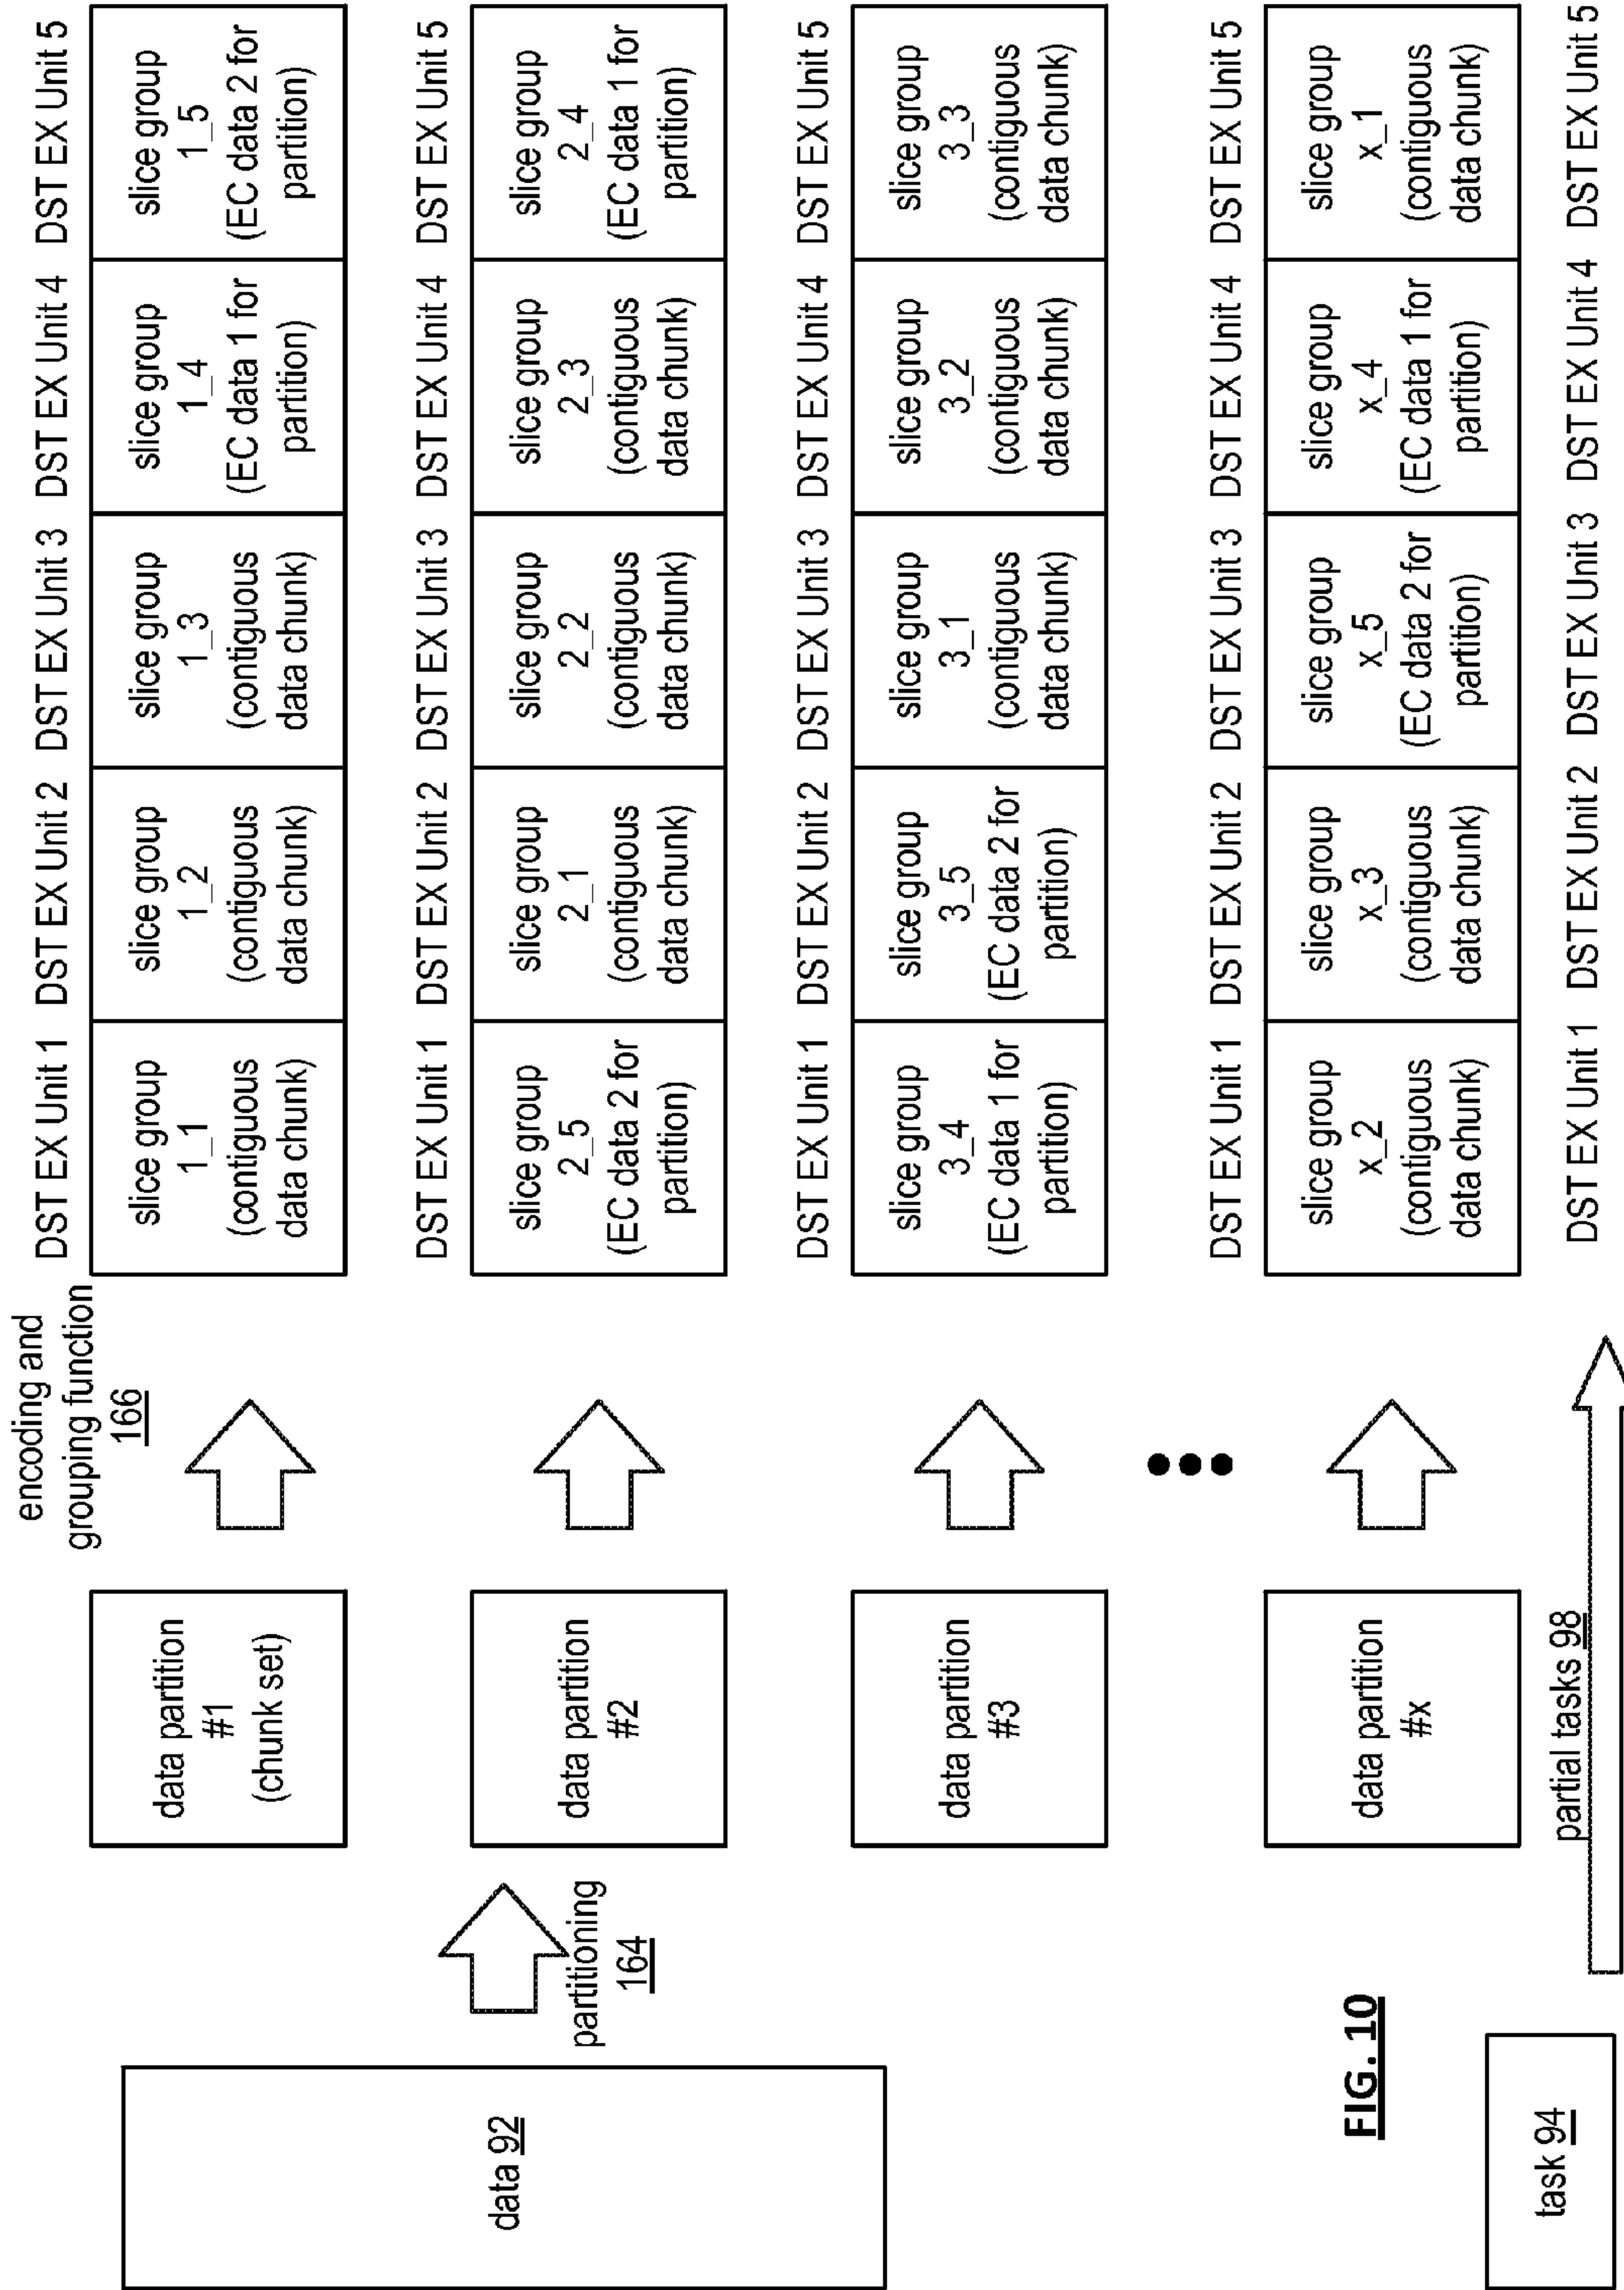 data 92
task 94
partitioning
164
data partition
#1
(chunk set)
data partition
#2
data partition
#3
data partition
#x
encoding and
grouping function
166
partial tasks 98
DST EX Unit 1 DST EX Unit 2 DST EX Unit 3 DST EX Unit 4 DST EX Unit 5
slice group
1_1
(contiguous
data chunk)
slice group
1_2
(contiguous
data chunk)
slice group
1_3
(contiguous
data chunk)
slice group
1_4
(EC data 1 for
partition)
slice group
1_5
(EC data 2 for
partition)
DST EX Unit 1 DST EX Unit 2 DST EX Unit 3 DST EX Unit 4 DST EX Unit 5
slice group
2_5
(EC data 2 for
partition)
slice group
2_1
(contiguous
data chunk)
slice group
2_2
(contiguous
data chunk)
slice group
2_3
(contiguous
data chunk)
slice group
2_4
(EC data 1 for
partition)
DST EX Unit 1 DST EX Unit 2 DST EX Unit 3 DST EX Unit 4 DST EX Unit 5
slice group
3_4
(EC data 1 for
partition)
slice group
3_5
(EC data 2 for
partition)
slice group
3_1
(contiguous
data chunk)
slice group
3_2
(contiguous
data chunk)
slice group
3_3
(contiguous
data chunk)
DST EX Unit 1 DST EX Unit 2 DST EX Unit 3 DST EX Unit 4 DST EX Unit 5
slice group
x_2
(contiguous
data chunk)
slice group
x_3
(contiguous
data chunk)
slice group
x_5
(EC data 2 for
partition)
slice group
x_4
(EC data 1 for
partition)
slice group
x_1
(contiguous
data chunk)
DST EX Unit 1 DST EX Unit 2 DST EX Unit 3 DST EX Unit 4 DST EX Unit 5
FIG. 10